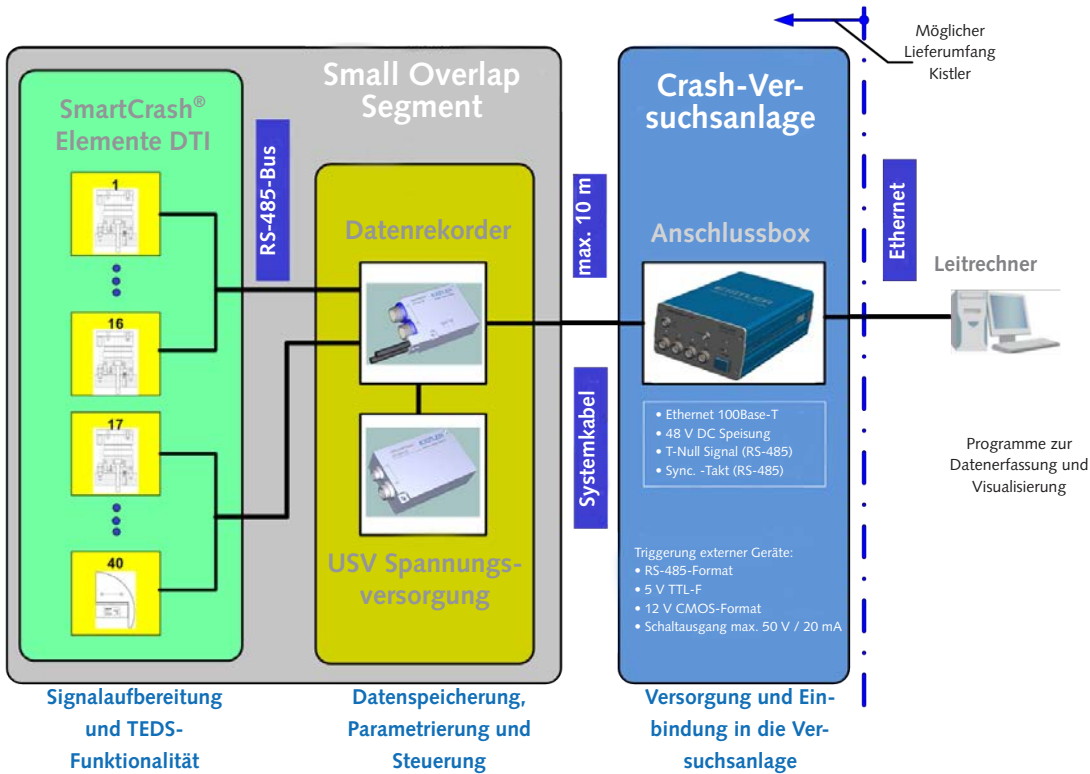 Möglicher
Lieferumfang
Kistler
Small Overlap
Segment
SmartCrash®
Elemente DTI
1
16
17
40
RS-485-Bus
Datenrekorder
KISTLER
KISTLER
USV Spannungs-
versorgung
max. 10 m
Systemkabel
Crash-Ver-
suchsanlage
Anschlussbox
KISTLER
• Ethernet 100Base-T
• 48 V DC Speisung
• T-Null Signal (RS-485)
• Sync. -Takt (RS-485)
Triggerung externer Geräte:
• RS-485-Format
• 5 V TTL-F
• 12 V CMOS-Format
• Schaltausgang max. 50 V / 20 mA
Ethernet
Leitrechner
Programme zur
Datenerfassung und
Visualisierung
Signalaufbereitung
und TEDS-
Funktionalität
Datenspeicherung,
Parametrierung und
Steuerung
Versorgung und Ein-
bindung in die Ver-
suchsanlage